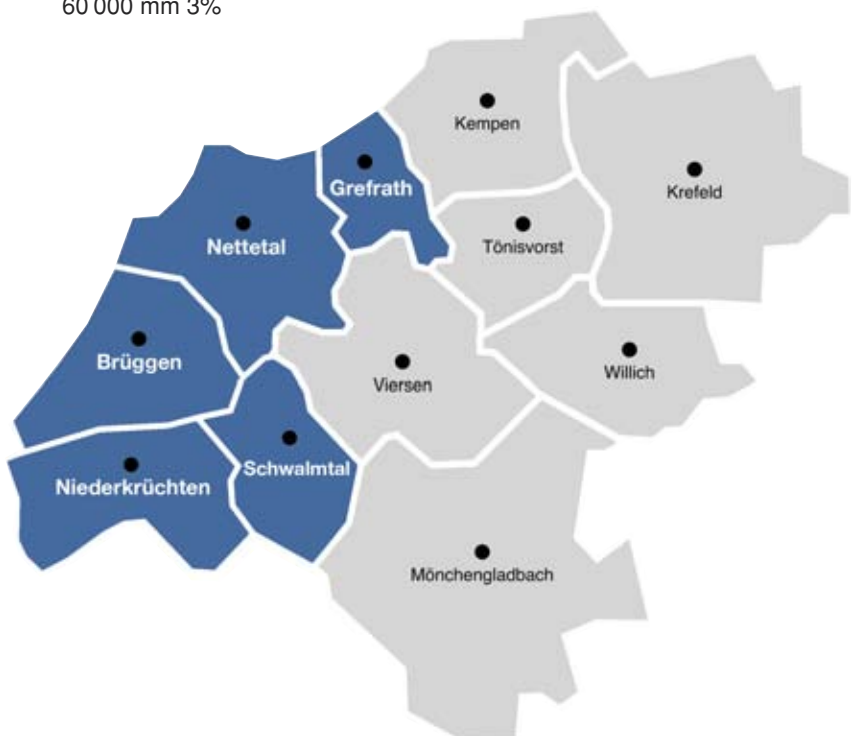 60 000 mm 3%
Kempen
Grefrath
Krefeld
Nettetal
Tönisvorst
Brüggen
Viersen
Willich
Niederkrüchten
Schwalmtal
Mönchengladbach